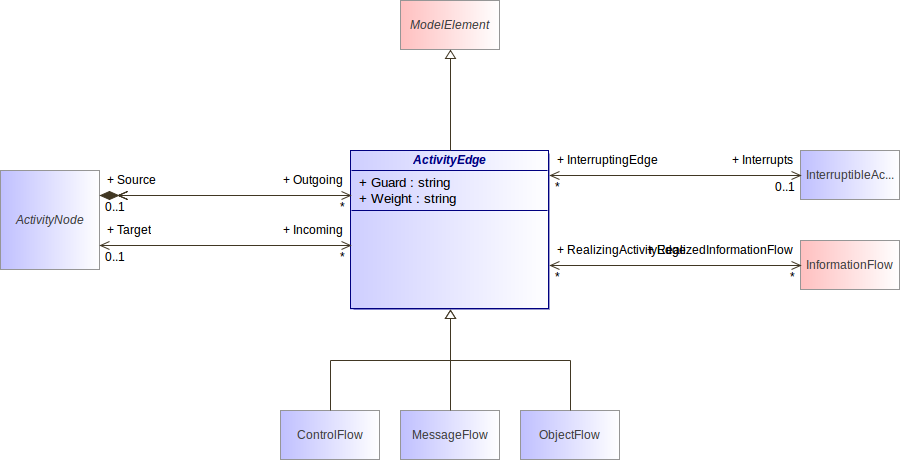 ModelElement
ActivityEdge
+ Guard : string
+ Weight : string
ActivityNode
+ Source
0..1
+ Outgoing
*
+ Target
0..1
+ Incoming
*
+ InterruptingEdge
*
+ Interrupts
0..1
InterruptibleAc...
+ RealizingActivityEdge
*
+ RealizedInformationFlow
*
InformationFlow
ControlFlow
MessageFlow
ObjectFlow